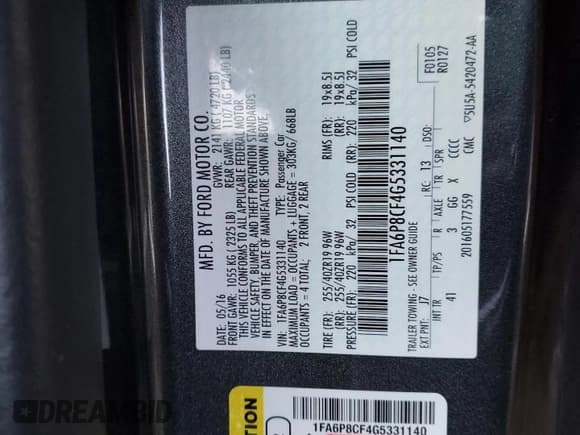 MFD. BY FORD MOTOR CO.
DATE: 05/16 GVWR: 2141 KG ( 4720 LB)
FRONT GAWR: 1055 KG ( 2325 LB) REAR GAWR: 1107 KG
THIS VEHICLE CONFORMS TO ALL APPLICABLE FEDERAL MOTOR
VEHICLE SAFETY, BUMPER, AND THEFT PREVENTION STANDARDS
IN EFFECT ON THE DATE OF MANUFACTURE SHOWN ABOVE.
VIN: 1FA6P8CF4G5331140 TYPE: Passenger Car
MAXIMUM LOAD = OCCUPANTS + LUGGAGE = 303KG/ 668LB
OCCUPANTS = 4 TOTAL: 2 FRONT, 2 REAR
TIRE (FR): 255/40ZR19 96W RIMS (FR): 19x8.5J
(RR): 255/40ZR19 96W (RR): 19x8.5J
PRESSURE (FR): 220 kPa/ 32 PSI COLD (RR) 220 kPa/ 32 PSI COLD
1FA6P8CF4G5331140
TRAILER TOWING - SEE OWNER GUIDE
F0105
R0127
EXT PNT: J7 RC: 13 DSO:
INT TR TP/PS R AXLE TR SPR
41 3 GG X CCCC
201605177559 CMC ▽5U5A-5420472-AA
TION
1FA6P8CF4G5331140
DREAMBID